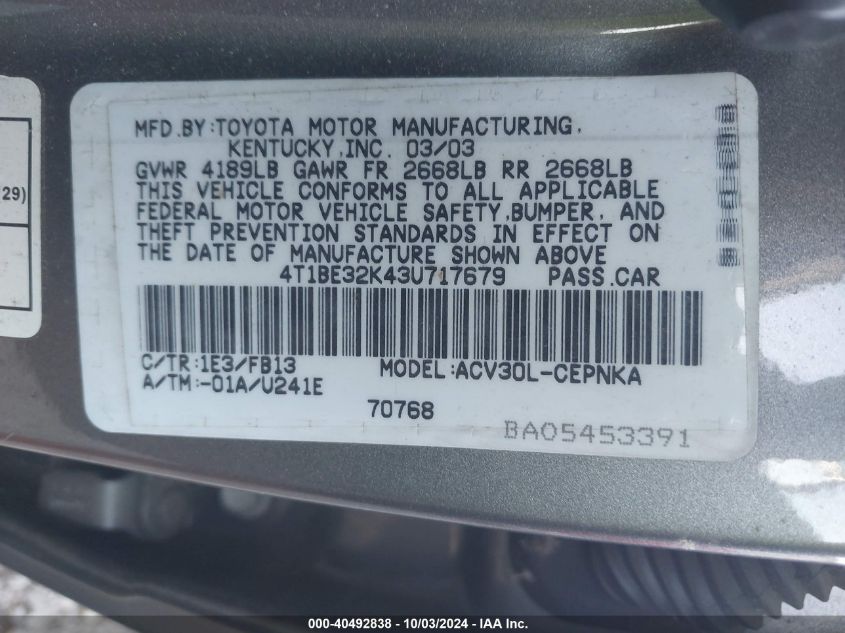 MFD.BY:TOYOTA MOTOR MANUFACTURING,
KENTUCKY,INC. 03/03
GVWR 4189LB GAWR FR 2668LB RR 2668LB
THIS VEHICLE CONFORMS TO ALL APPLICABLE
FEDERAL MOTOR VEHICLE SAFETY,BUMPER, AND
THEFT PREVENTION STANDARDS IN EFFECT ON
THE DATE OF MANUFACTURE SHOWN ABOVE
4T1BE32K43U717679 PASS.CAR
C/TR:1E3/FB13 MODEL:ACV30L-CEPNKA
A/TM:-01A/U241E
70768
BA05453391
29)
000-40492838 - 10/03/2024 - IAAI.COM.